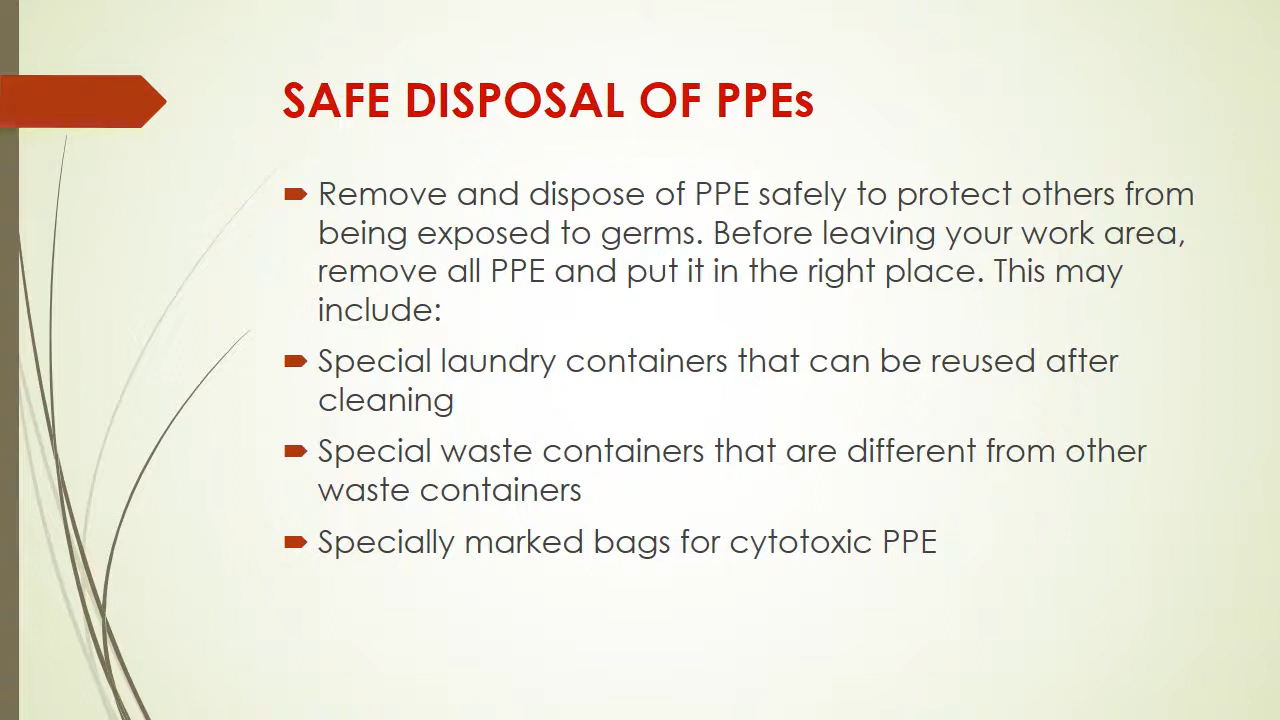 SAFE DISPOSAL OF PPEs
Remove and dispose of PPE safely to protect others from
being exposed to germs. Before leaving your work area,
remove all PPE and put it in the right place. This may
include:
Special laundry containers that can be reused after
cleaning
Special waste containers that are different from other
waste containers
Specially marked bags for cytotoxic PPE